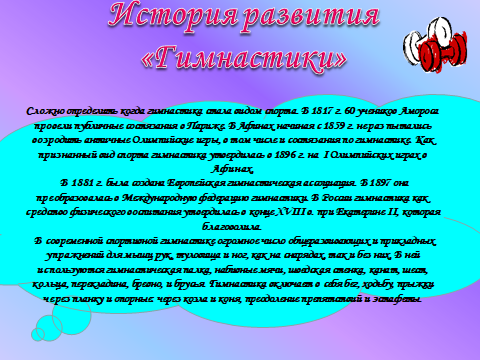 История развития
«Гимнастики»
Сложно определить когда гимнастика стала видом спорта. В 1817 г. 60 учеников Амороса
провели публичные состязания в Париже. В Афинах начиная с 1859 г. не раз пытались
возродить античные Олимпийские игры, в том числе и состязания по гимнастике. Как
признанный вид спорта гимнастика утвердилась в 1896 г. на I Олимпийских играх в
Афинах.
В 1881 г. была создана Европейская гимнастическая ассоциация. В 1897 она
преобразовалась в Международную федерацию гимнастики. В России гимнастика как
средство физического воспитания утвердилась в конце XVIII в. при Екатерине II, которая
благоволила.
В современной спортивной гимнастике огромное число общеразвивающих и прикладных
упражнений для мышц рук, туловища и ног, как на снарядах так и без них. В ней
используются гимнастическая палка, набивные мячи, шведская стенка, канат, шест,
кольца, перекладина, бревно, и брусья. Гимнастика включает в себя бег, ходьбу, прыжки
через планку и опорные: через козла и коня, преодоление препятствий и эстафеты.